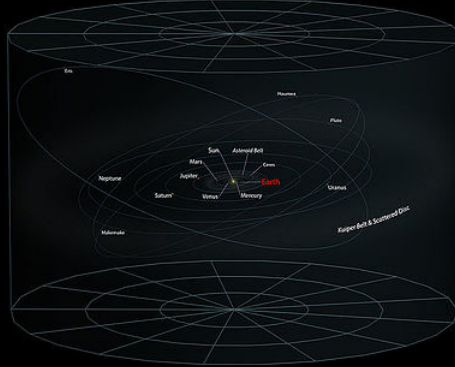 Eris
Haumea
Pluto
Sun
Asteroid Belt
Mars
Ceres
Jupiter
Neptune
Earth
Uranus
Saturn
Venus
Mercury
Kuiper Belt & Scattered Disc
Makemake